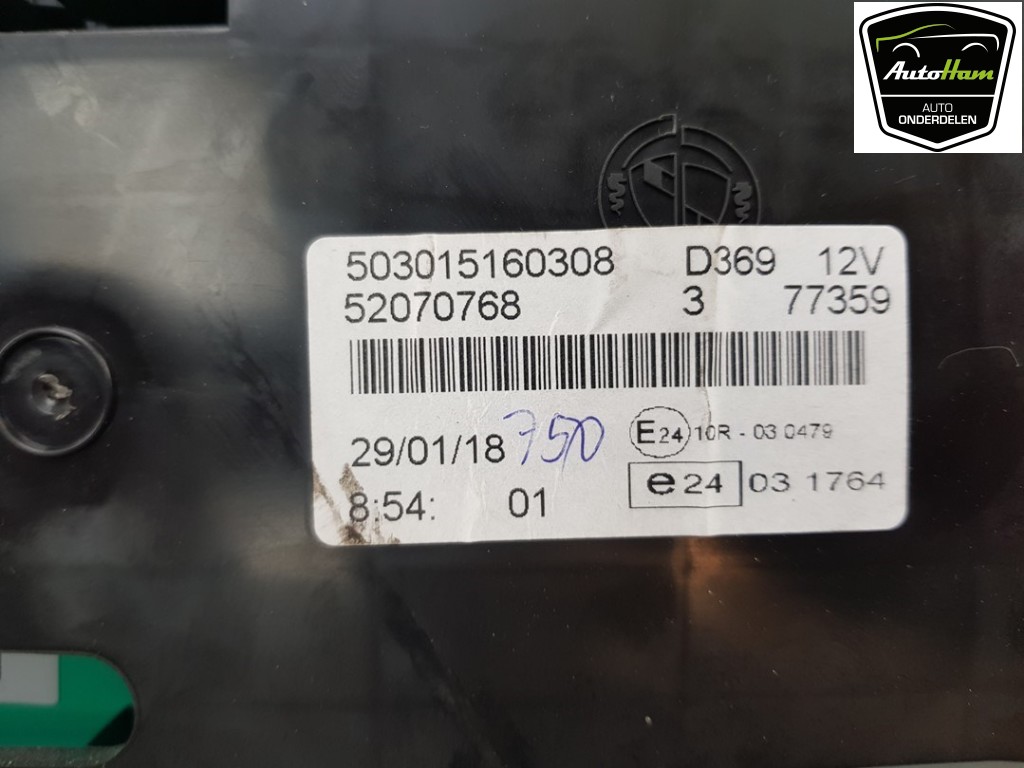 AutoHam
AUTO
ONDERDELEN
503015160308 D369 12V
52070768 3 77359
29/01/18 750
E24 10R - 03 0479
8:54: 01
e24 03 1764